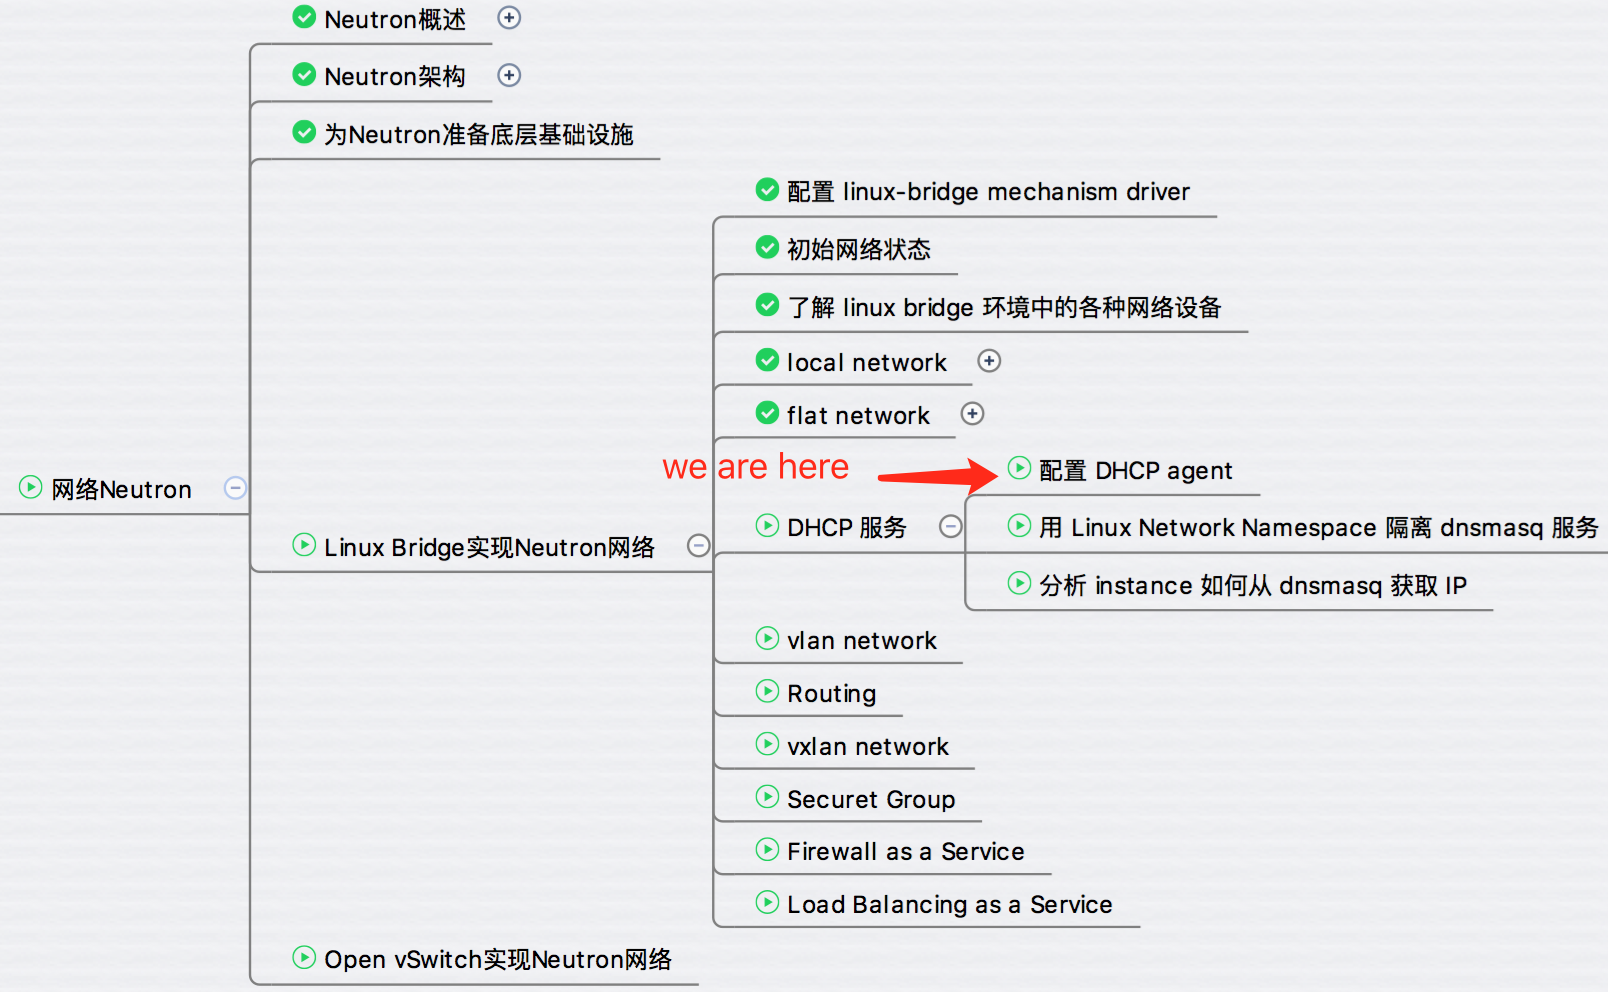 Neutron概述
Neutron架构
为Neutron准备底层基础设施
配置 linux-bridge mechanism driver
初始网络状态
了解 linux bridge 环境中的各种网络设备
local network
flat network
we are here
配置 DHCP agent
网络Neutron
DHCP 服务
用 Linux Network Namespace 隔离 dnsmasq 服务
Linux Bridge实现Neutron网络
分析 instance 如何从 dnsmasq 获取 IP
vlan network
Routing
vxlan network
Securet Group
Firewall as a Service
Load Balancing as a Service
Open vSwitch实现Neutron网络